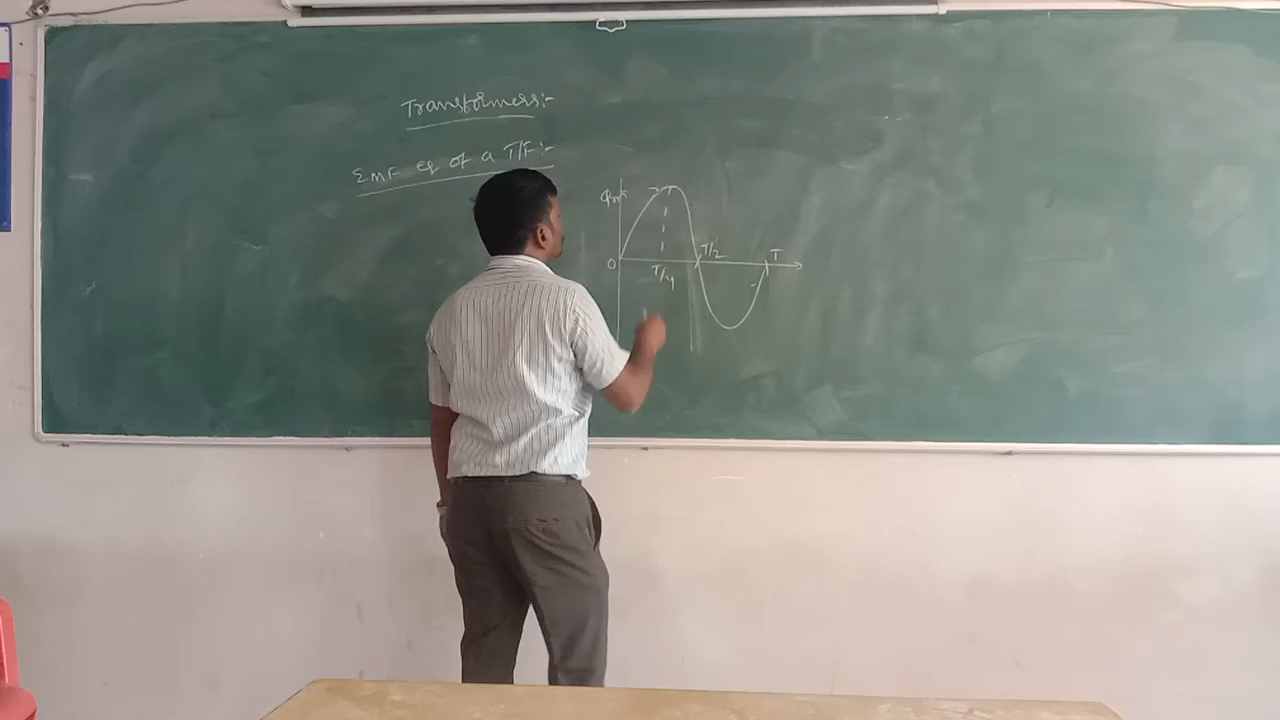 Transformers:-
EMF eq of a T/F:-
Φm
O
T/4
T/2
T